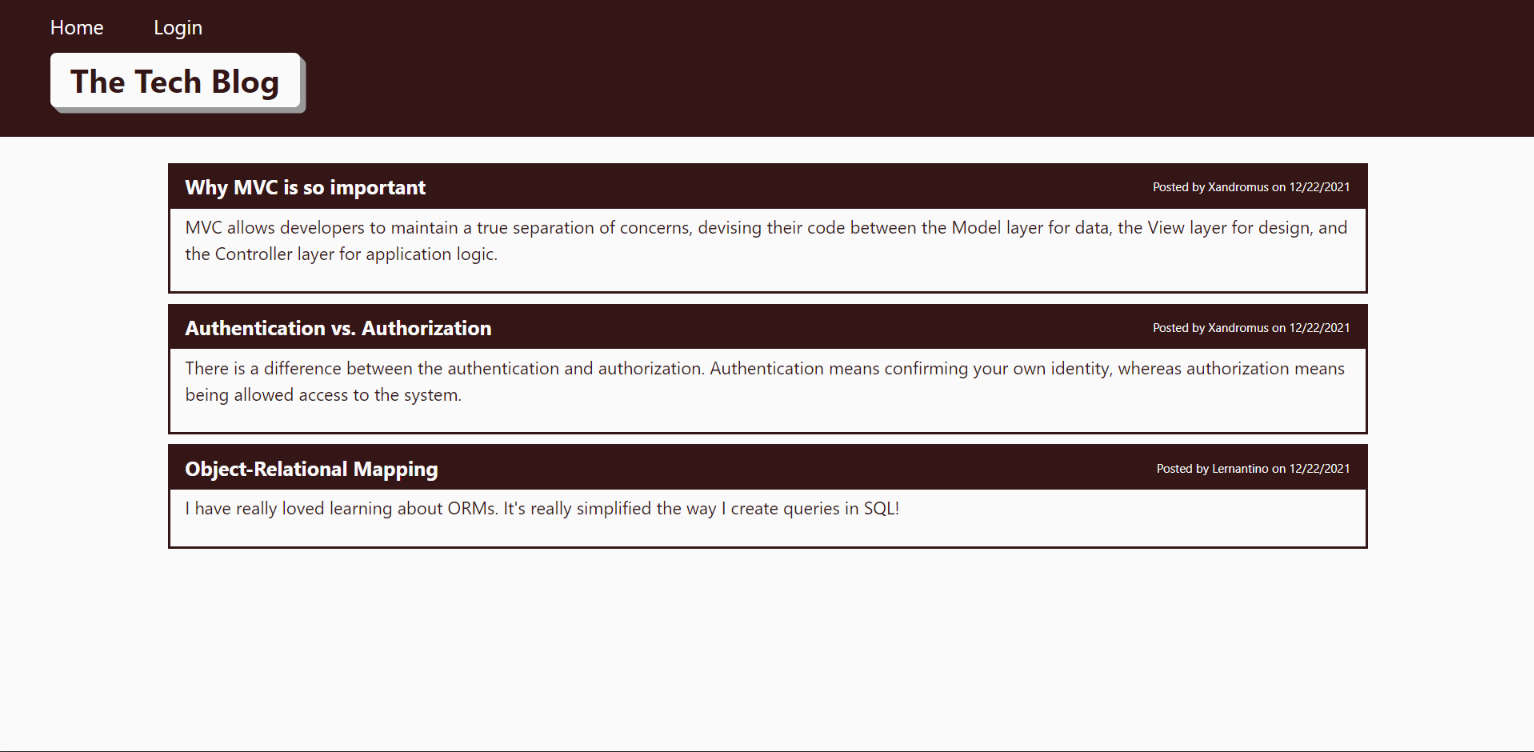 Home Login
The Tech Blog
Why MVC is so important Posted by Xandromus on 12/22/2021
MVC allows developers to maintain a true separation of concerns, devising their code between the Model layer for data, the View layer for design, and
the Controller layer for application logic.
Authentication vs. Authorization Posted by Xandromus on 12/22/2021
There is a difference between the authentication and authorization. Authentication means confirming your own identity, whereas authorization means
being allowed access to the system.
Object-Relational Mapping Posted by Lernantino on 12/22/2021
I have really loved learning about ORMs. It's really simplified the way I create queries in SQL!